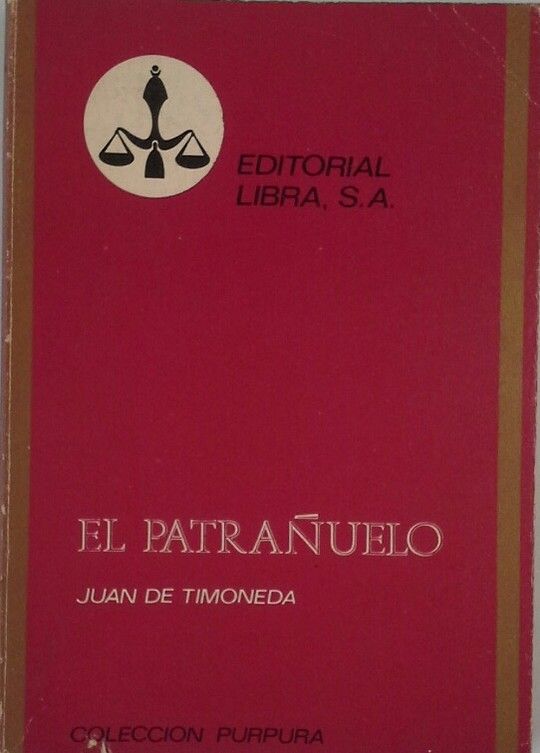 EDITORIAL
LIBRA, S.A.
EL PATRAÑUELO
JUAN DE TIMONEDA
COLECCION PURPURA